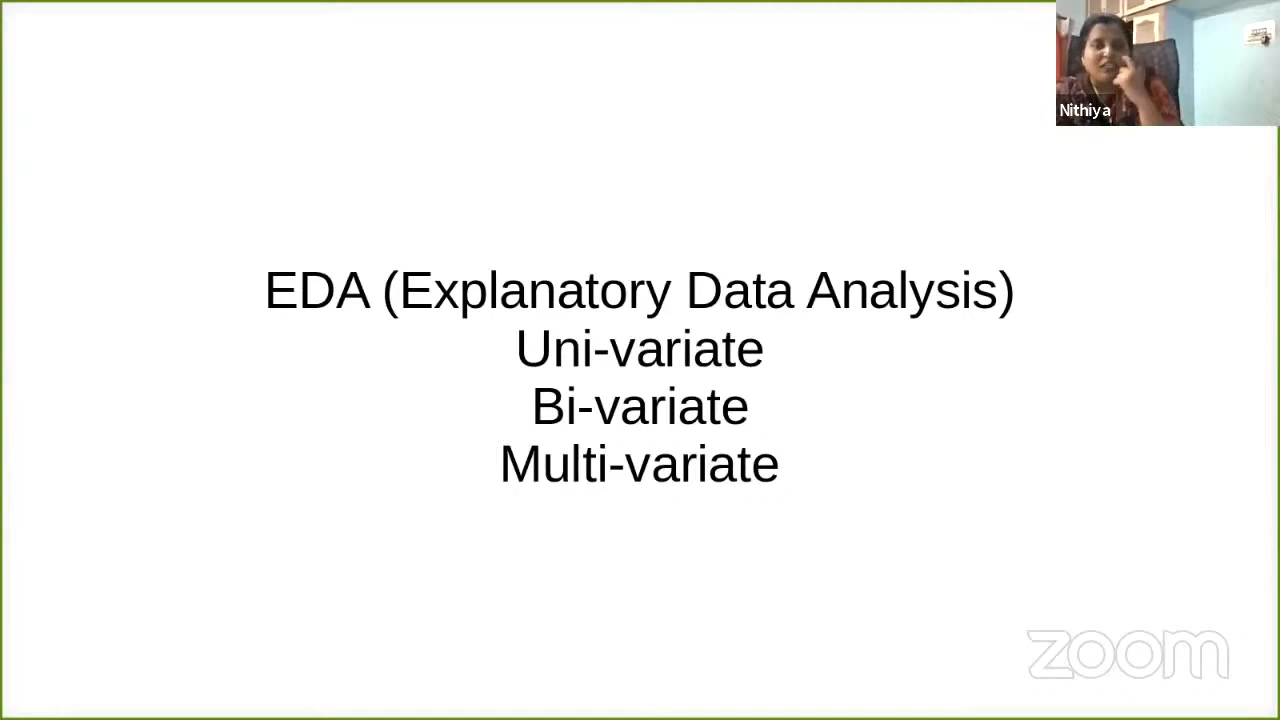 Nithiya
EDA (Explanatory Data Analysis)
Uni-variate
Bi-variate
Multi-variate
zoom